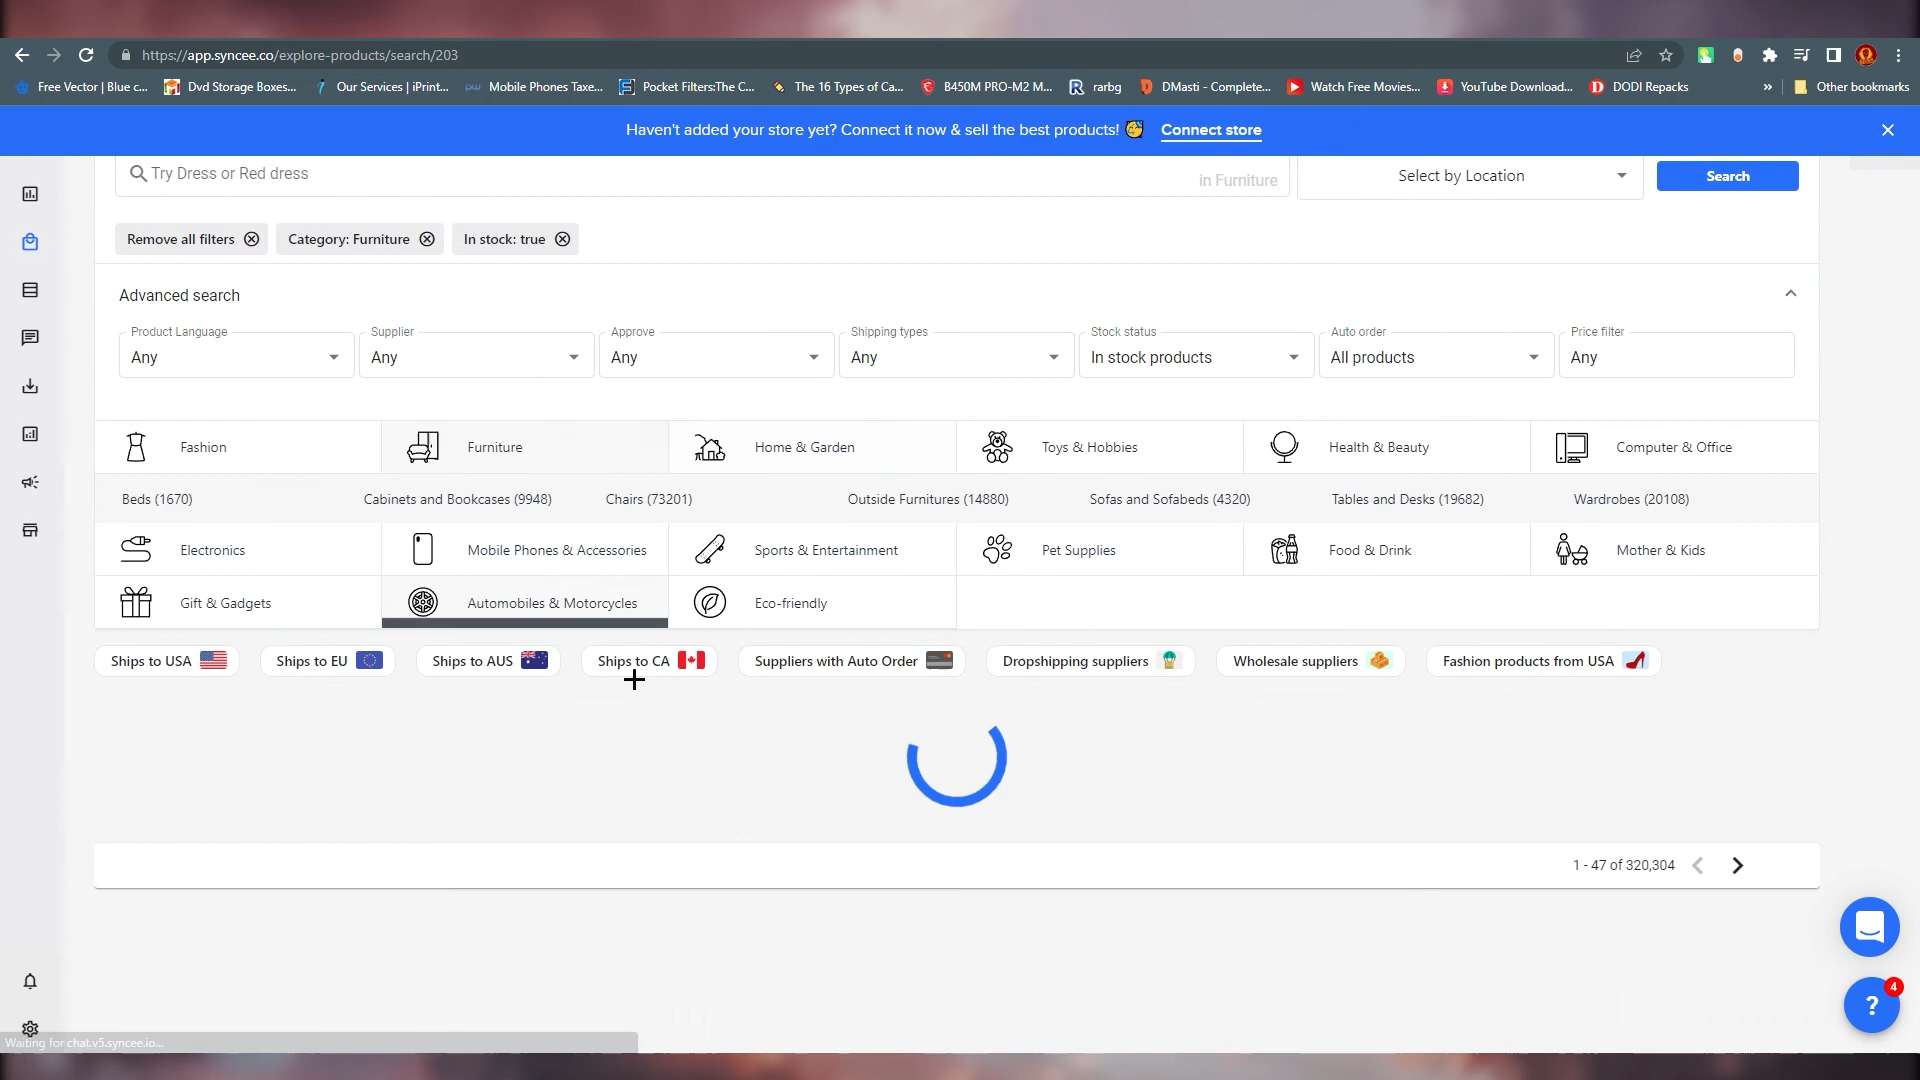 https://app.syncee.co/explore-products/search/203
Free Vector | Blue c... Dvd Storage Boxes... Our Services | iPrint... Mobile Phones Taxe... Pocket Filters:The C... The 16 Types of Ca... B450M PRO-M2 M... rarbg DMasti - Complete... Watch Free Movies... YouTube Download... DODI Repacks » Other bookmarks
Haven't added your store yet? Connect it now & sell the best products! Connect store
Try Dress or Red dress in Furniture Select by Location Search
Remove all filters Category: Furniture In stock: true
Advanced search
Product Language Supplier Approve Shipping types Stock status Auto order Price filter
Any Any Any Any In stock products All products Any
Fashion Furniture Home & Garden Toys & Hobbies Health & Beauty Computer & Office
Beds (1670) Cabinets and Bookcases (9948) Chairs (73201) Outside Furnitures (14880) Sofas and Sofabeds (4320) Tables and Desks (19682) Wardrobes (20108)
Electronics Mobile Phones & Accessories Sports & Entertainment Pet Supplies Food & Drink Mother & Kids
Gift & Gadgets Automobiles & Motorcycles Eco-friendly
Ships to USA Ships to EU Ships to AUS Ships to CA Suppliers with Auto Order Dropshipping suppliers Wholesale suppliers Fashion products from USA
1 - 47 of 320,304
4
?
Waiting for chat.v5.syncee.io...